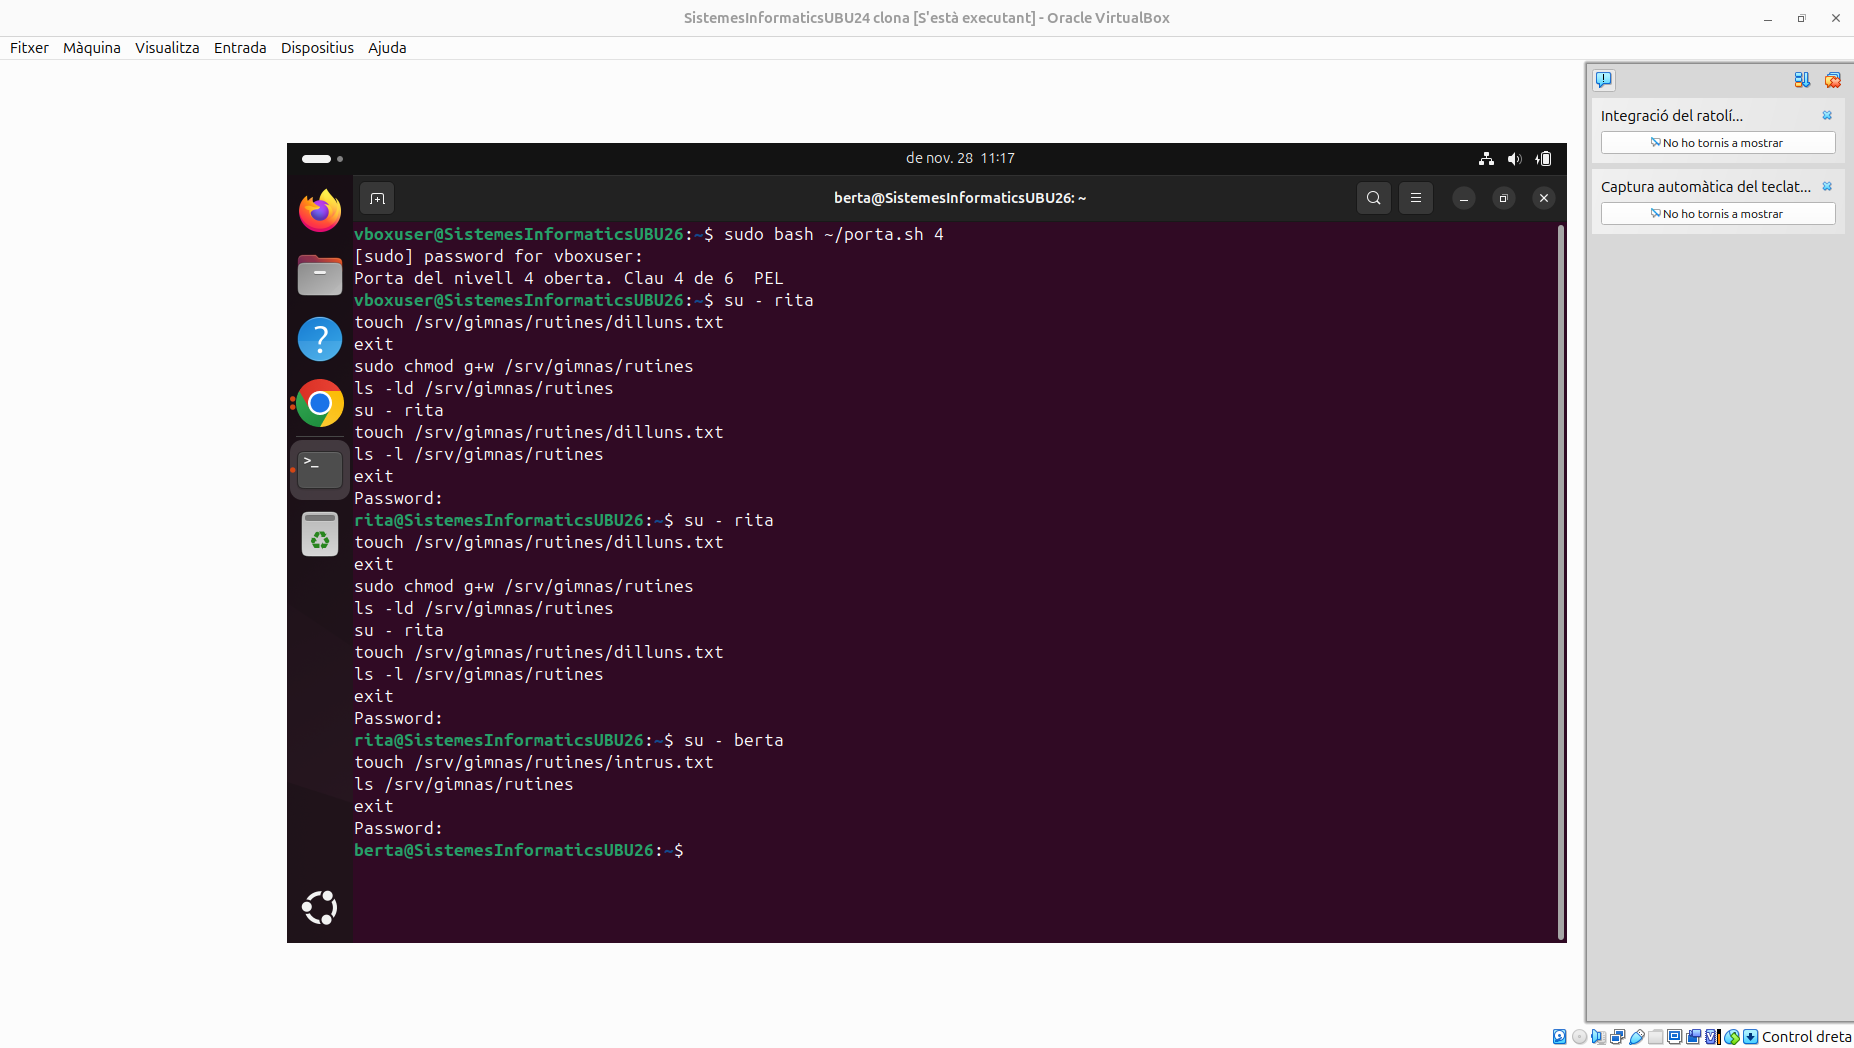 SistemesInformaticsUBU24 clona [S'està executant] - Oracle VirtualBox
Fitxer Màquina Visualitza Entrada Dispositius Ajuda
Integració del ratolí...
No ho tornis a mostrar
Captura automàtica del teclat...
No ho tornis a mostrar
de nov. 28 11:17
berta@SistemesInformaticsUBU26: ~
vboxuser@SistemesInformaticsUBU26:~$ sudo bash ~/porta.sh 4
[sudo] password for vboxuser:
Porta del nivell 4 oberta. Clau 4 de 6  PEL
vboxuser@SistemesInformaticsUBU26:~$ su - rita
touch /srv/gimnas/rutines/dilluns.txt
exit
sudo chmod g+w /srv/gimnas/rutines
ls -ld /srv/gimnas/rutines
su - rita
touch /srv/gimnas/rutines/dilluns.txt
ls -l /srv/gimnas/rutines
exit
Password:
rita@SistemesInformaticsUBU26:~$ su - rita
touch /srv/gimnas/rutines/dilluns.txt
exit
sudo chmod g+w /srv/gimnas/rutines
ls -ld /srv/gimnas/rutines
su - rita
touch /srv/gimnas/rutines/dilluns.txt
ls -l /srv/gimnas/rutines
exit
Password:
rita@SistemesInformaticsUBU26:~$ su - berta
touch /srv/gimnas/rutines/intrus.txt
ls /srv/gimnas/rutines
exit
Password:
berta@SistemesInformaticsUBU26:~$
Control dreta